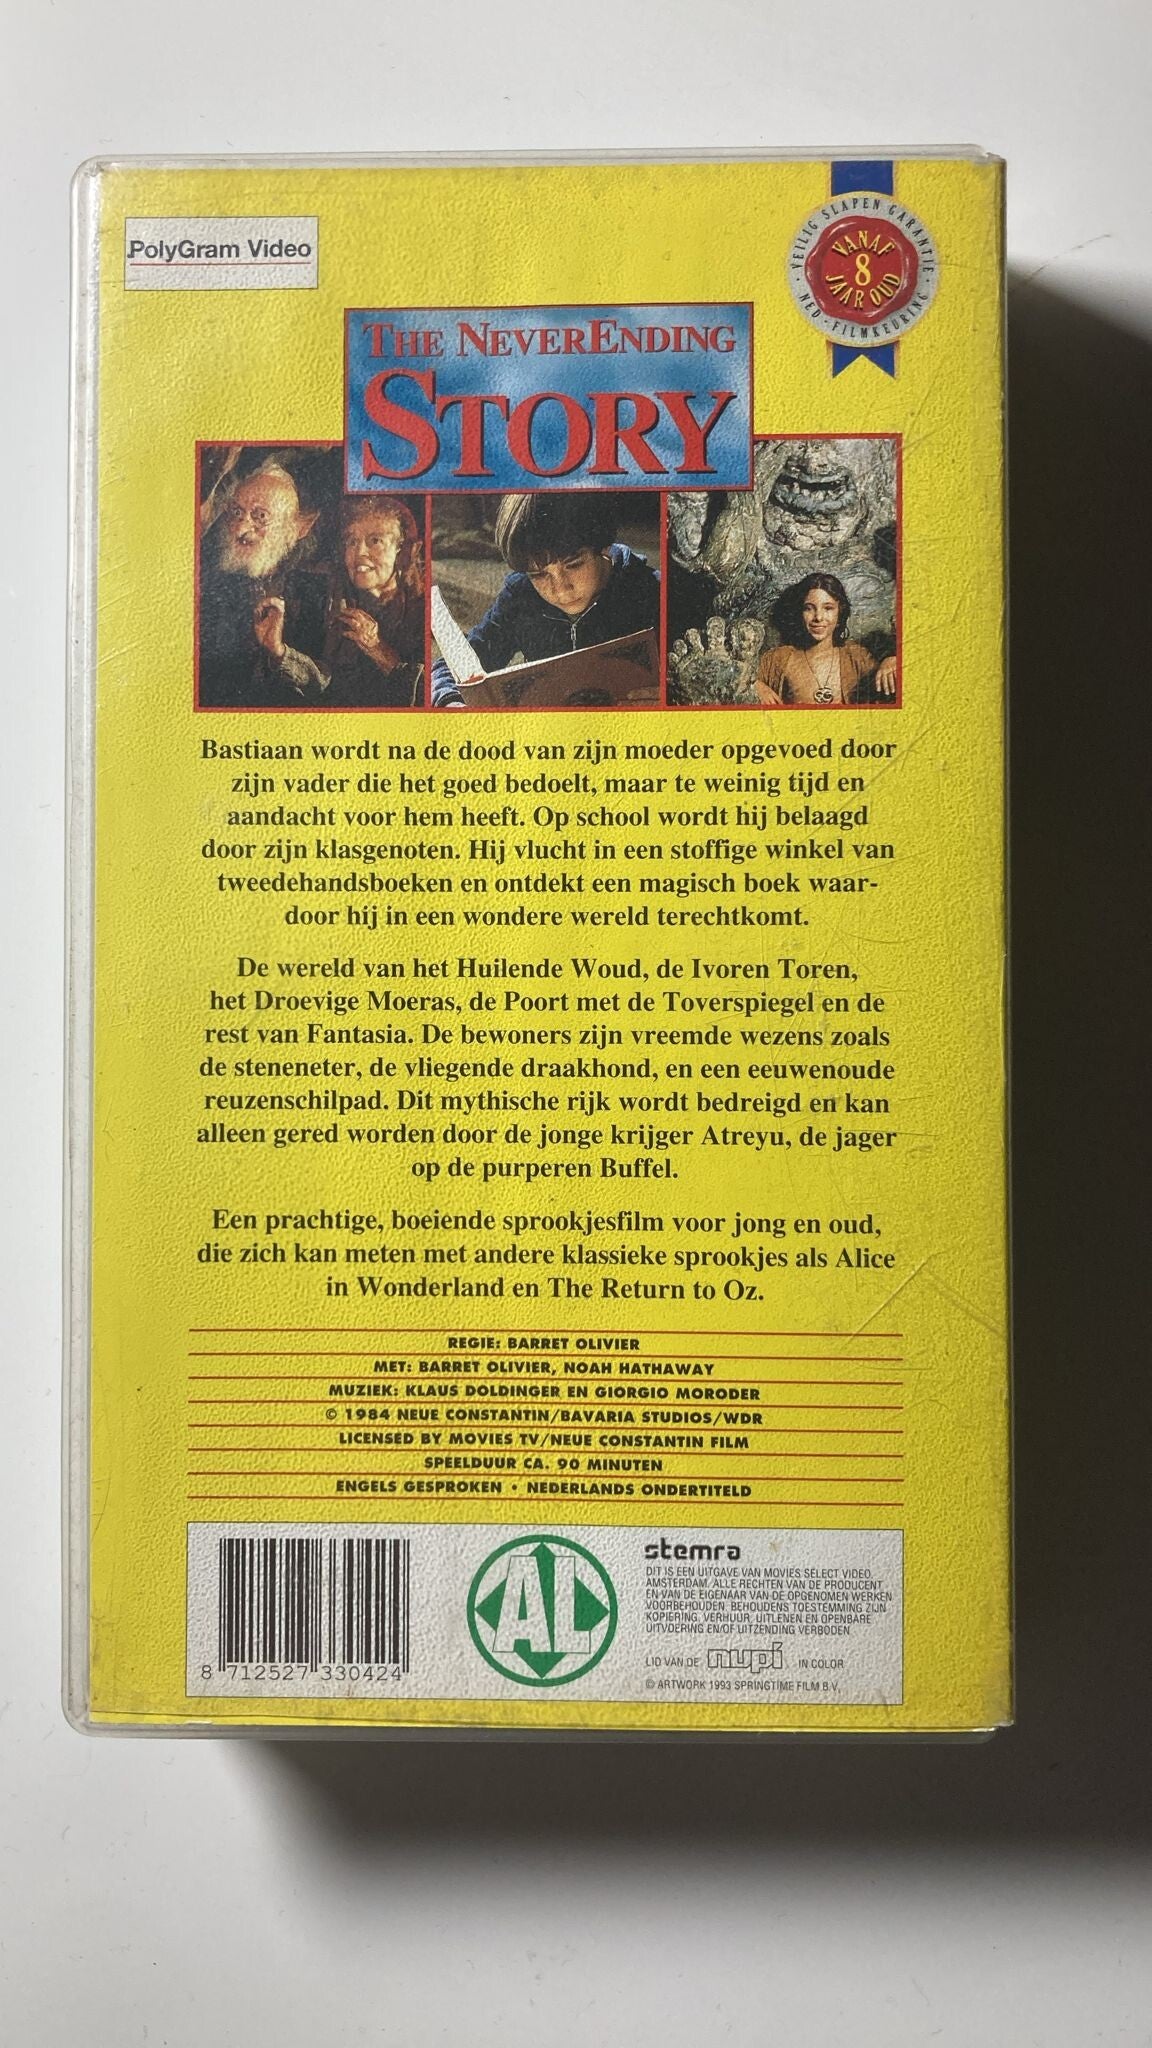 PolyGram Video
VEILIG SLAPEN GARANTIE
VANAF
8
JAAR OUD
NED · FILMKEURING
THE NEVERENDING
STORY
Bastiaan wordt na de dood van zijn moeder opgevoed door
zijn vader die het goed bedoelt, maar te weinig tijd en
aandacht voor hem heeft. Op school wordt hij belaagd
door zijn klasgenoten. Hij vlucht in een stoffige winkel van
tweedehandsboeken en ontdekt een magisch boek waar-
door hij in een wondere wereld terechtkomt.
De wereld van het Huilende Woud, de Ivoren Toren,
het Droevige Moeras, de Poort met de Toverspiegel en de
rest van Fantasia. De bewoners zijn vreemde wezens zoals
de steneneter, de vliegende draakhond, en een eeuwenoude
reuzenschilpad. Dit mythische rijk wordt bedreigd en kan
alleen gered worden door de jonge krijger Atreyu, de jager
op de purperen Buffel.
Een prachtige, boeiende sprookjesfilm voor jong en oud,
die zich kan meten met andere klassieke sprookjes als Alice
in Wonderland en The Return to Oz.
REGIE: BARRET OLIVIER
MET: BARRET OLIVIER, NOAH HATHAWAY
MUZIEK: KLAUS DOLDINGER EN GIORGIO MORODER
© 1984 NEUE CONSTANTIN/BAVARIA STUDIOS/WDR
LICENSED BY MOVIES TV/NEUE CONSTANTIN FILM
SPEELDUUR CA. 90 MINUTEN
ENGELS GESPROKEN • NEDERLANDS ONDERTITELD
8 712527 330424
AL
stemra
DIT IS EEN UITGAVE VAN MOVIES SELECT VIDEO,
AMSTERDAM. ALLE RECHTEN VAN DE PRODUCENT
EN VAN DE EIGENAAR VAN DE OPGENOMEN WERKEN
VOORBEHOUDEN. BEHOUDENS TOESTEMMING ZIJN
KOPIERING, VERHUUR, UITLENEN EN OPENBARE
UITVOERING EN/OF UITZENDING VERBODEN
LID VAN DE nupi IN COLOR
© ARTWORK 1993 SPRINGTIME FILM B.V.